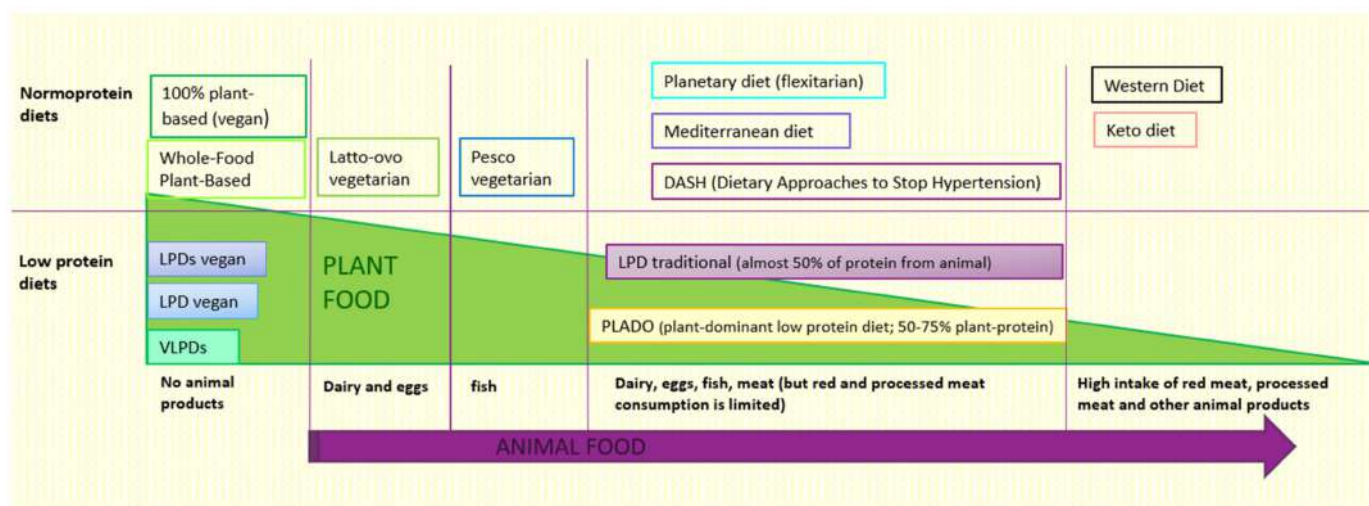 Normoprotein
diets
100% plant-
based (vegan)
Whole-Food
Plant-Based
Latto-ovo
vegetarian
Pesco
vegetarian
Planetary diet (flexitarian)
Mediterranean diet
DASH (Dietary Approaches to Stop Hypertension)
Western Diet
Keto diet
Low protein
diets
LPDs vegan
LPD vegan
VLPDs
PLANT
FOOD
LPD traditional (almost 50% of protein from animal)
PLADO (plant-dominant low protein diet; 50-75% plant-protein)
No animal
products
Dairy and eggs
fish
Dairy, eggs, fish, meat (but red and processed meat
consumption is limited)
High intake of red meat, processed
meat and other animal products
ANIMAL FOOD